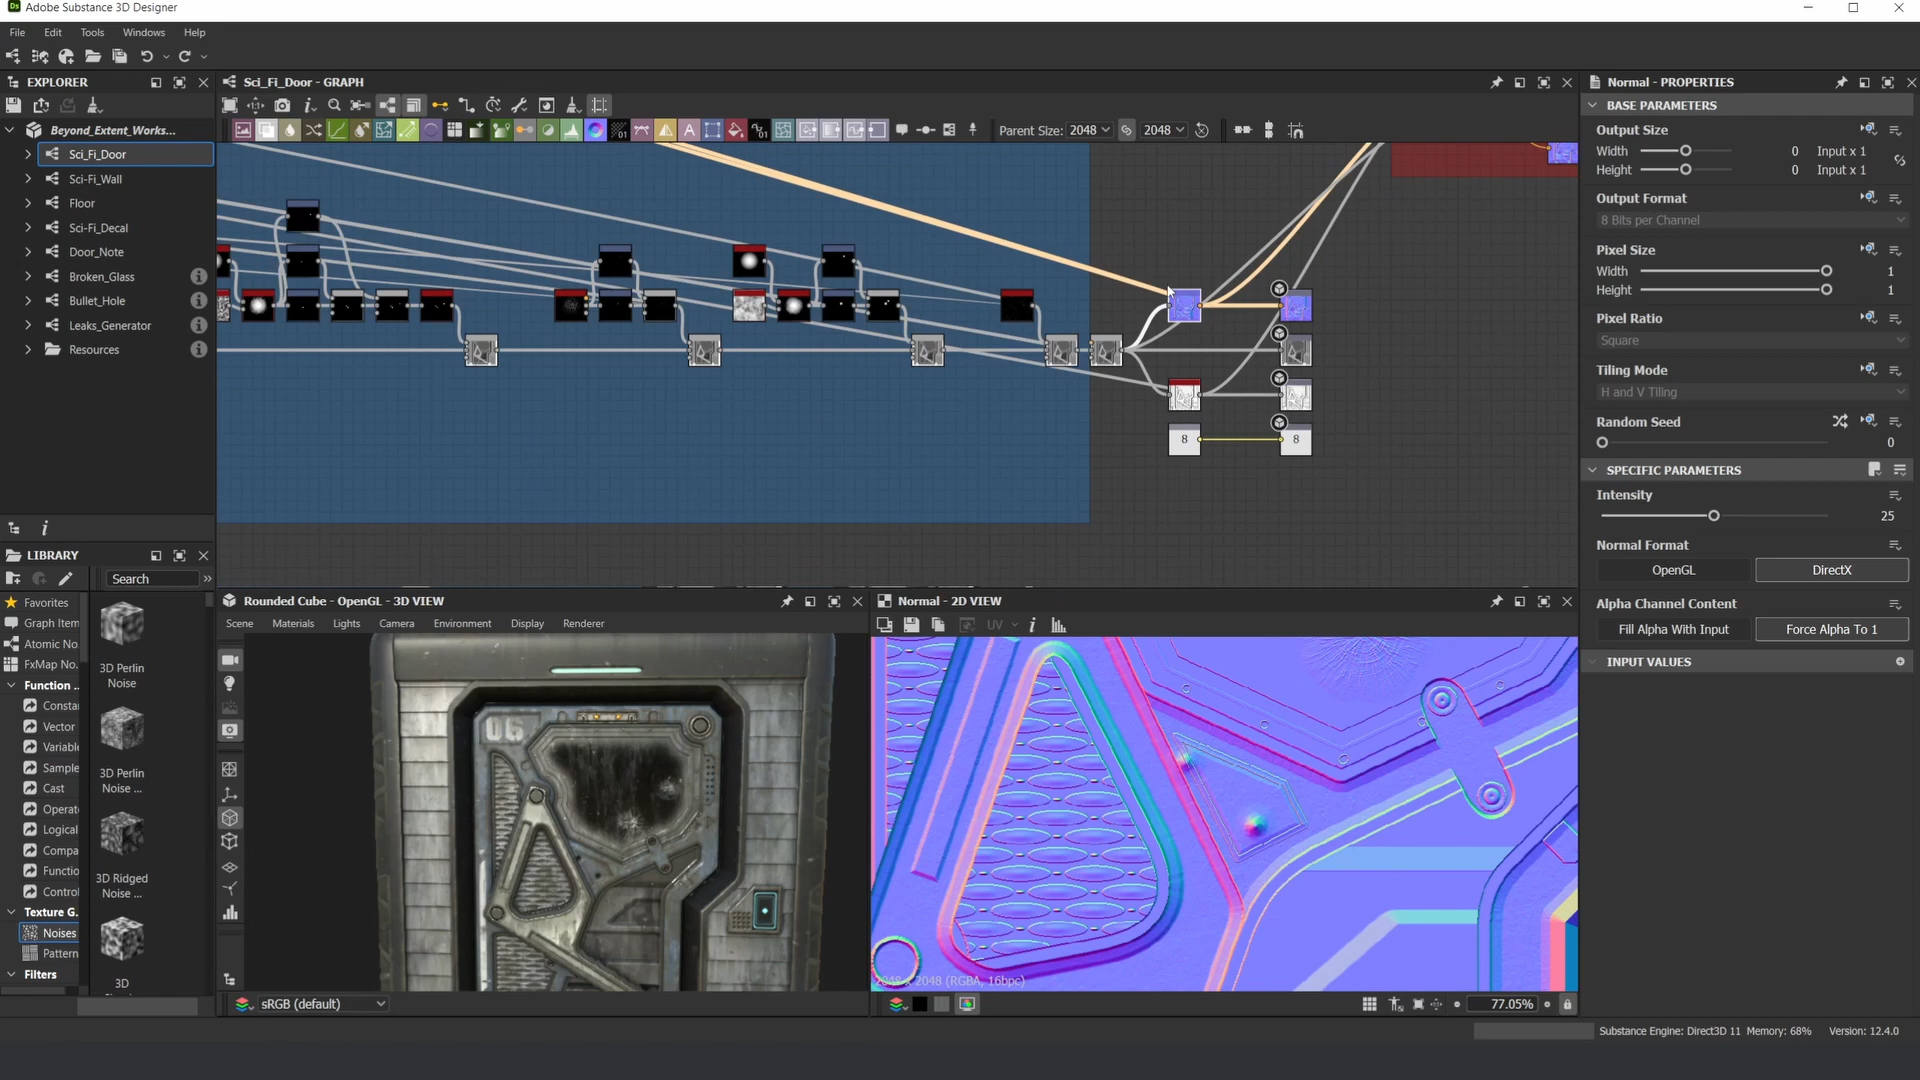 Adobe Substance 3D Designer
File Edit Tools Windows Help
EXPLORER
Beyond_Extent_Works...
Sci_Fi_Door
Sci-Fi_Wall
Floor
Sci-Fi_Decal
Door_Note
Broken_Glass
Bullet_Hole
Leaks_Generator
Resources
LIBRARY
Search
Favorites
Graph Item
Atomic No
FxMap No.
Function ..
Consta
Vector
Variable
Sample
Cast
Operat
Logical
Compa
Functio
Control
Texture G.
Noises
Pattern
Filters
3D Perlin
Noise
3D Perlin
Noise ...
3D Ridged
Noise ...
3D
Sci_Fi_Door - GRAPH
Parent Size: 2048 2048
8 8
Rounded Cube - OpenGL - 3D VIEW
Scene Materials Lights Camera Environment Display Renderer
06
sRGB (default)
Normal - 2D VIEW
UV
2048 x 2048 (RGBA, 16bpc)
77.05%
Normal - PROPERTIES
BASE PARAMETERS
Output Size
Width 0 Input x 1
Height 0 Input x 1
Output Format
8 Bits per Channel
Pixel Size
Width 1
Height 1
Pixel Ratio
Square
Tiling Mode
H and V Tiling
Random Seed
0
SPECIFIC PARAMETERS
Intensity
25
Normal Format
OpenGL DirectX
Alpha Channel Content
Fill Alpha With Input Force Alpha To 1
INPUT VALUES
Substance Engine: Direct3D 11 Memory: 68% Version: 12.4.0